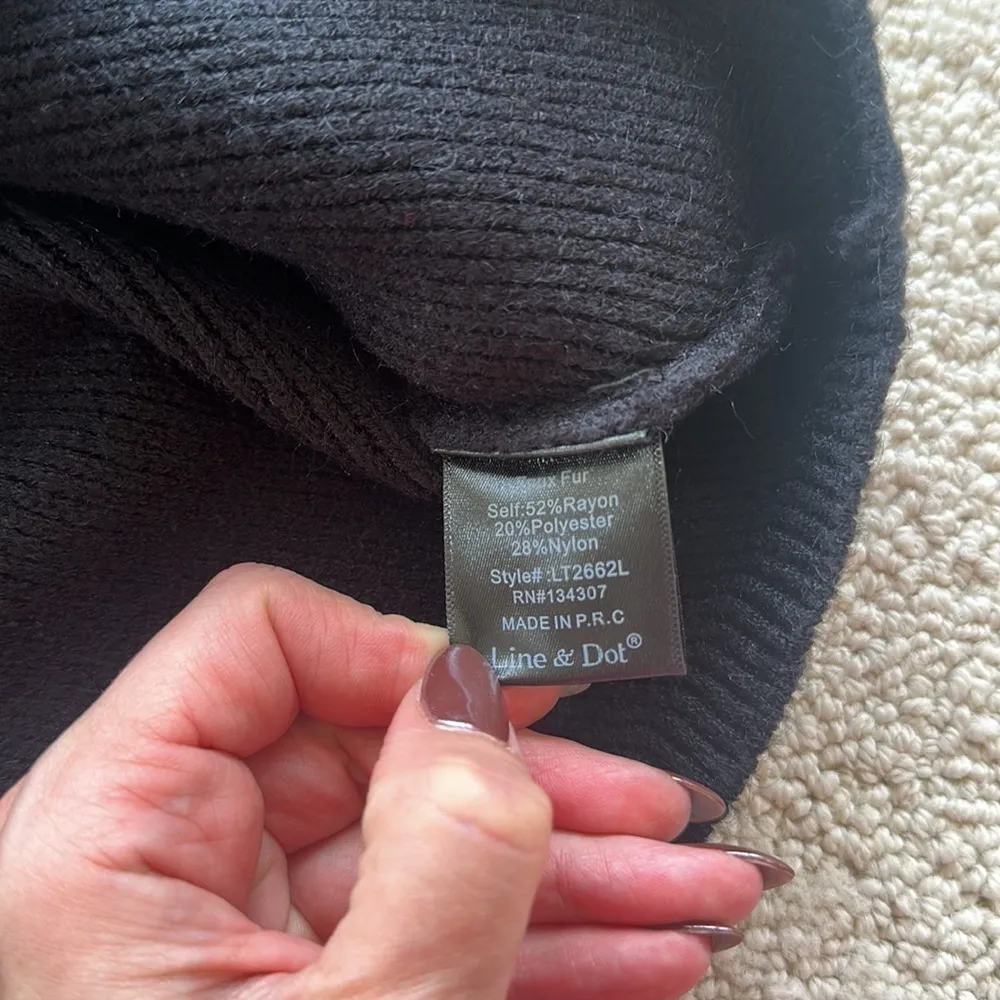 Fur
Self:52%Rayon
20%Polyester
28%Nylon
Style#:LT2662L
RN#134307
MADE IN P.R.C
Line & Dot®